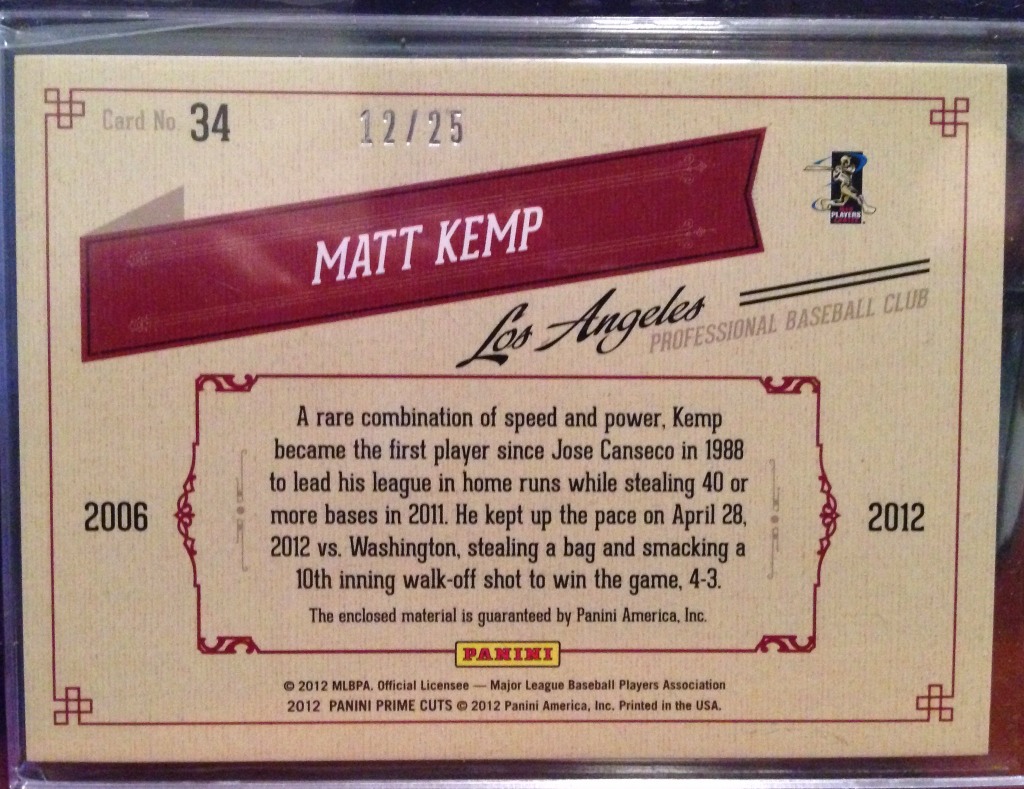 Card No. 34
12/25
MATT KEMP
PLAYERS
Los Angeles
PROFESSIONAL BASEBALL CLUB
A rare combination of speed and power, Kemp
became the first player since Jose Canseco in 1988
to lead his league in home runs while stealing 40 or
more bases in 2011. He kept up the pace on April 28,
2012 vs. Washington, stealing a bag and smacking a
10th inning walk-off shot to win the game, 4-3.
2006
2012
The enclosed material is guaranteed by Panini America, Inc.
PANINI
© 2012 MLBPA. Official Licensee — Major League Baseball Players Association
2012 PANINI PRIME CUTS © 2012 Panini America, Inc. Printed in the USA.